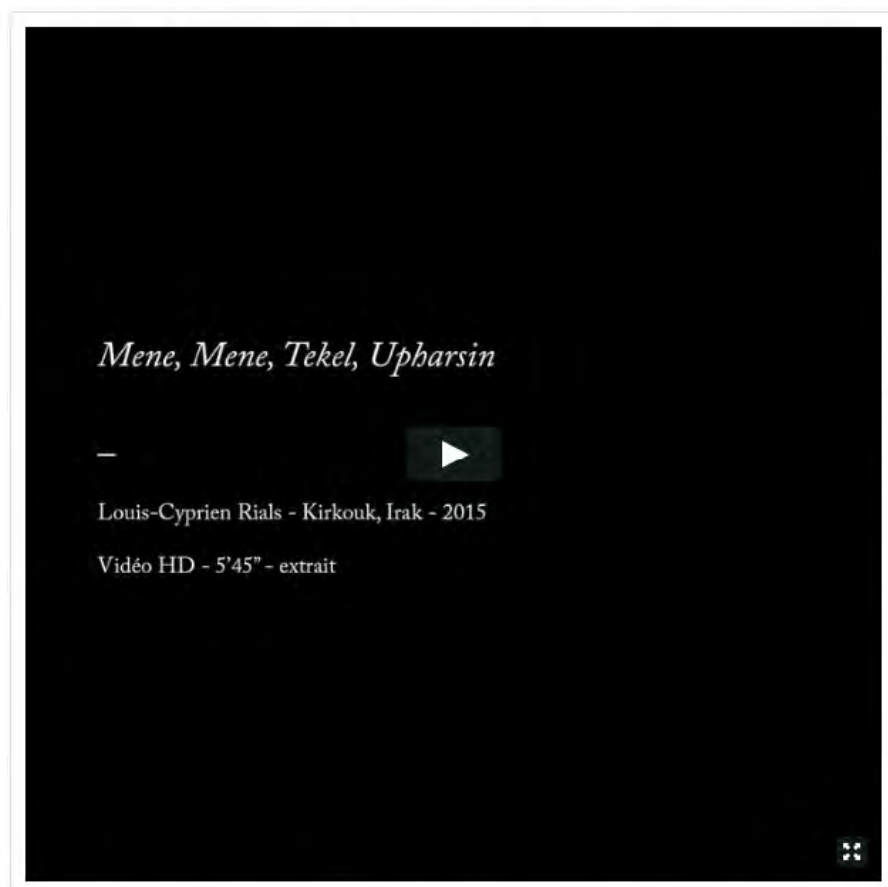 Mene, Mene, Tekel, Upharsin
–
Louis-Cyprien Rials - Kirkouk, Irak - 2015
Vidéo HD - 5’45” - extrait